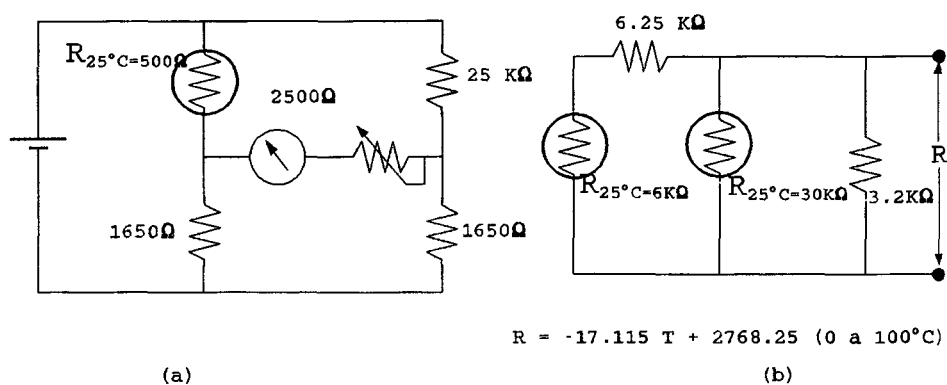 R25°C=500Ω
2500Ω
25 KΩ
1650Ω
1650Ω
(a)
6.25 KΩ
R25°C=6KΩ
R25°C=30KΩ
3.2KΩ
R
R = -17.115 T + 2768.25 (0 a 100°C)
(b)